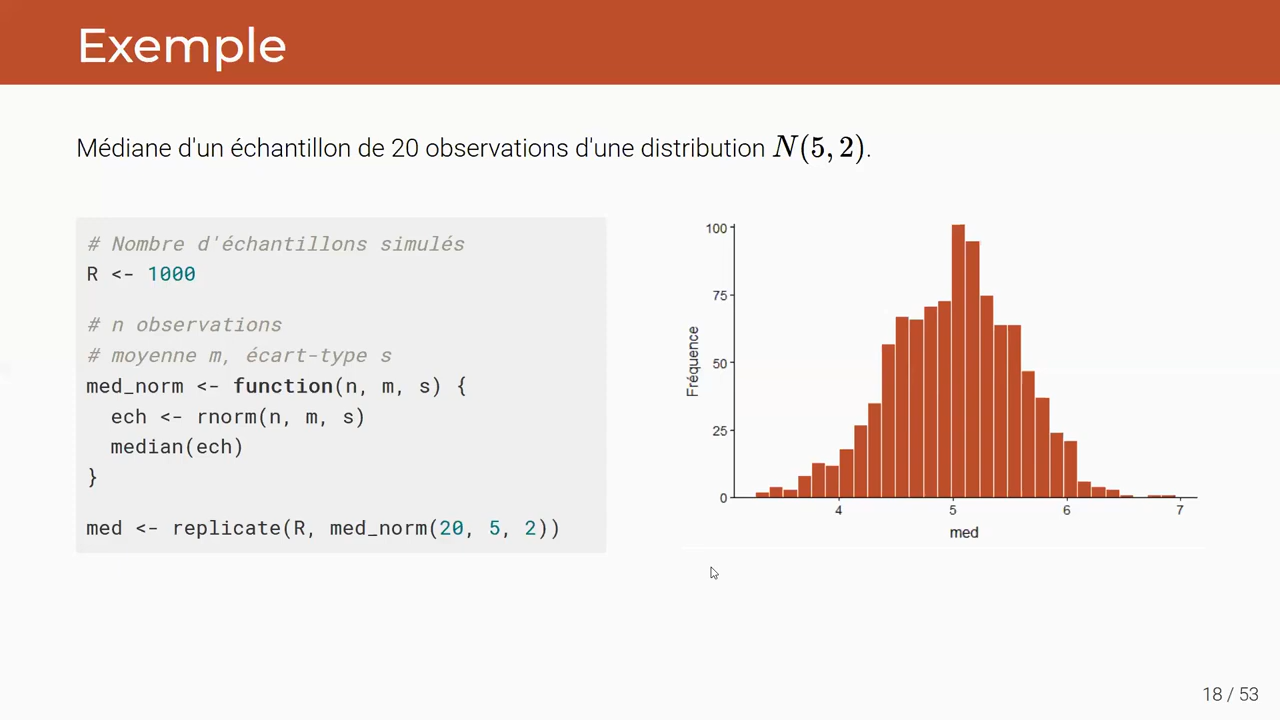 Exemple
Médiane d'un échantillon de 20 observations d'une distribution N(5, 2).
# Nombre d'échantillons simulés
R <- 1000
# n observations
# moyenne m, écart-type s
med_norm <- function(n, m, s) {
  ech <- rnorm(n, m, s)
  median(ech)
}
med <- replicate(R, med_norm(20, 5, 2))
100
75
50
25
0
Fréquence
4 5 6 7
med
18 / 53